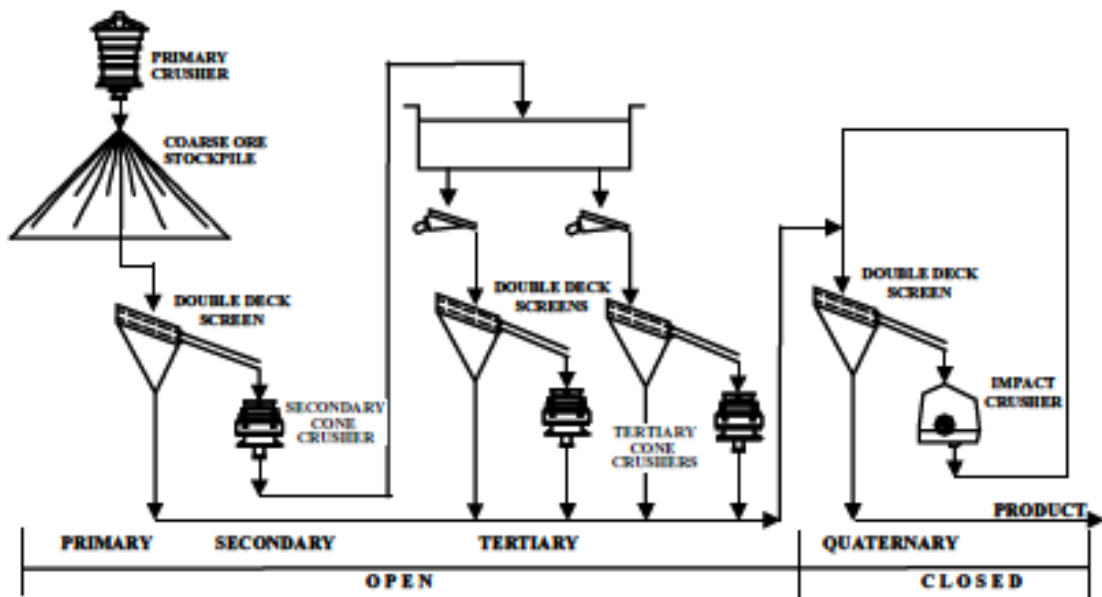 PRIMARY
CRUSHER
COARSE ORE
STOCKPILE
DOUBLE DECK
SCREEN
SECONDARY
CONE
CRUSHER
DOUBLE DECK
SCREENS
TERTIARY
CONE
CRUSHERS
DOUBLE DECK
SCREEN
IMPACT
CRUSHER
PRODUCT
PRIMARY
SECONDARY
TERTIARY
QUATERNARY
OPEN
CLOSED